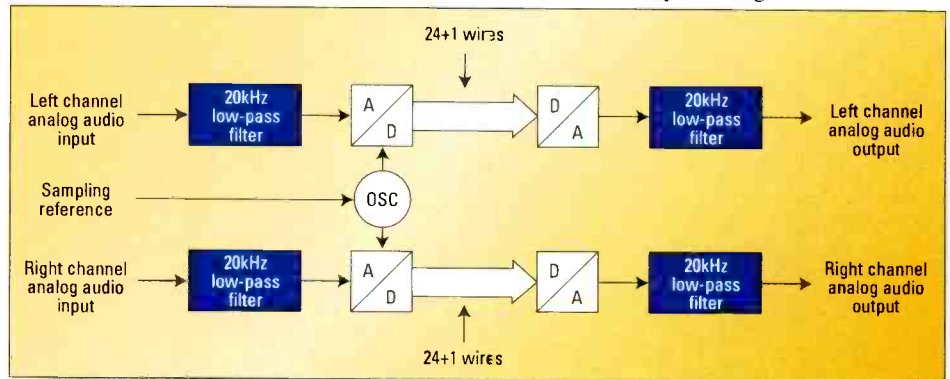 24+1 wires
Left channel
analog audio
input
20kHz
low-pass
filter
A
D
D
A
20kHz
low-pass
filter
Left channel
analog audio
output
Sampling
reference
OSC
Right channel
analog audio
input
20kHz
low-pass
filter
A
D
D
A
20kHz
low-pass
filter
Right channel
analog audio
output
24+1 wires